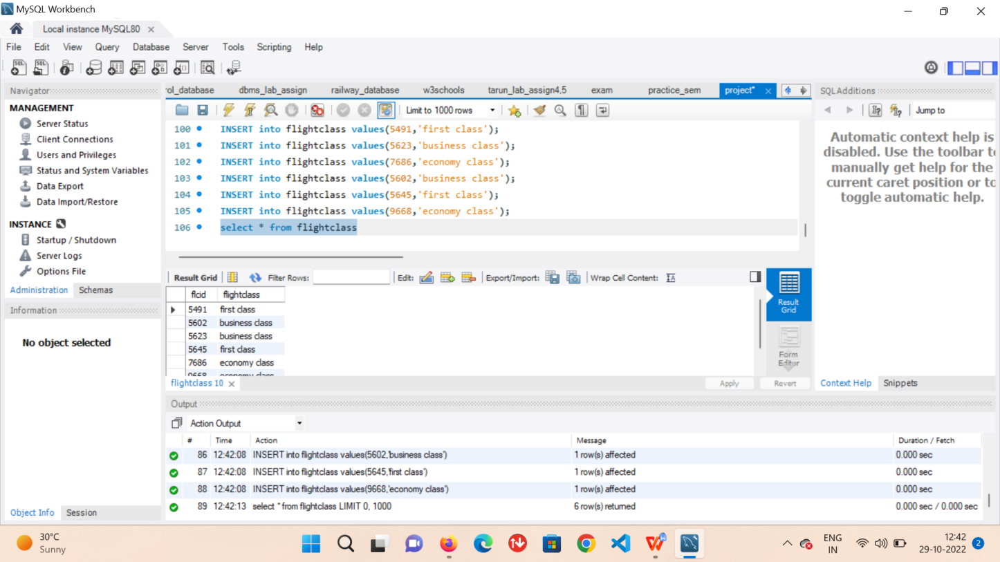 MySQL Workbench
Local instance MySQL80
File Edit View Query Database Server Tools Scripting Help
Navigator
MANAGEMENT
Server Status
Client Connections
Users and Privileges
Status and System Variables
Data Export
Data Import/Restore
INSTANCE
Startup / Shutdown
Server Logs
Options File
Administration Schemas
Information
No object selected
Object Info Session
rol_database dbms_lab_assign railway_database w3schools tarun_lab_assign4,5 exam practice_sem project*
Limit to 1000 rows
100 INSERT into flightclass values(5491,'first class');
101 INSERT into flightclass values(5623,'business class');
102 INSERT into flightclass values(7686,'economy class');
103 INSERT into flightclass values(5602,'business class');
104 INSERT into flightclass values(5645,'first class');
105 INSERT into flightclass values(9668,'economy class');
106 select * from flightclass
Result Grid Filter Rows: Edit: Export/Import: Wrap Cell Content:
flcid flightclass
5491 first class
5602 business class
5623 business class
5645 first class
7686 economy class
9668 economy class
Result
Grid
Form
Editor
flightclass 10
Apply Revert
SQLAdditions
Jump to
Automatic context help is
disabled. Use the toolbar to
manually get help for the
current caret position or to
toggle automatic help.
Context Help Snippets
Output
Action Output
# Time Action Message Duration / Fetch
86 12:42:08 INSERT into flightclass values(5602,'business class') 1 row(s) affected 0.000 sec
87 12:42:08 INSERT into flightclass values(5645,'first class') 1 row(s) affected 0.000 sec
88 12:42:08 INSERT into flightclass values(9668,'economy class') 1 row(s) affected 0.000 sec
89 12:42:13 select * from flightclass LIMIT 0, 1000 6 row(s) returned 0.000 sec / 0.000 sec
30°C
Sunny
ENG
IN
12:42
29-10-2022
2